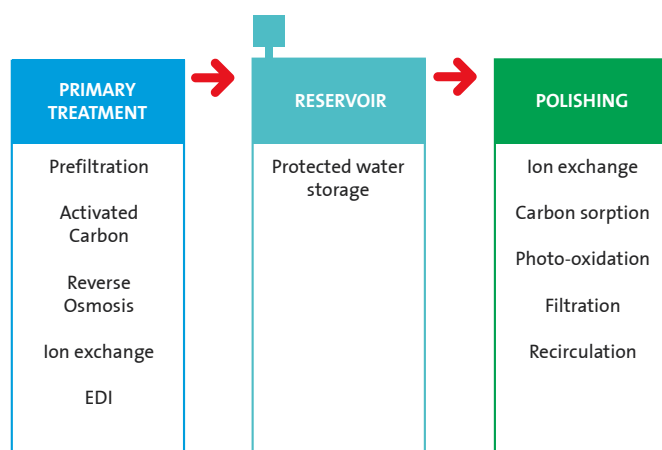 PRIMARY
TREATMENT
Prefiltration
Activated
Carbon
Reverse
Osmosis
Ion exchange
EDI
RESERVOIR
Protected water
storage
POLISHING
Ion exchange
Carbon sorption
Photo-oxidation
Filtration
Recirculation